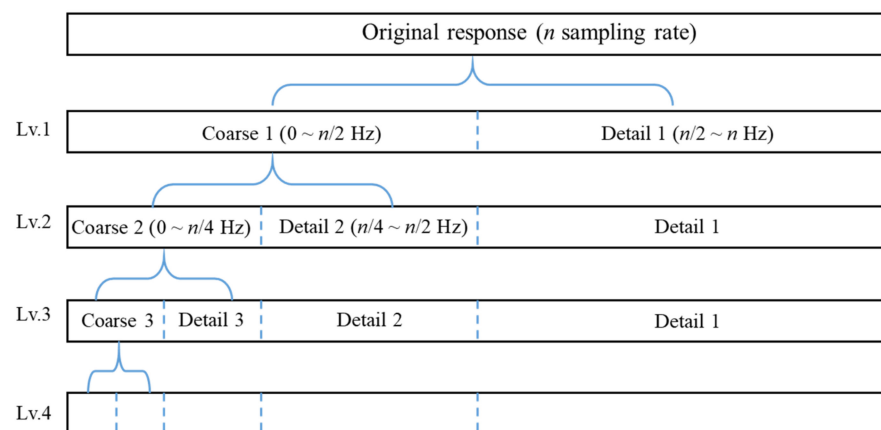 Original response (n sampling rate)
Lv.1
Coarse 1 (0 ~ n/2 Hz)
Detail 1 (n/2 ~ n Hz)
Lv.2
Coarse 2 (0 ~ n/4 Hz)
Detail 2 (n/4 ~ n/2 Hz)
Detail 1
Lv.3
Coarse 3
Detail 3
Detail 2
Detail 1
Lv.4